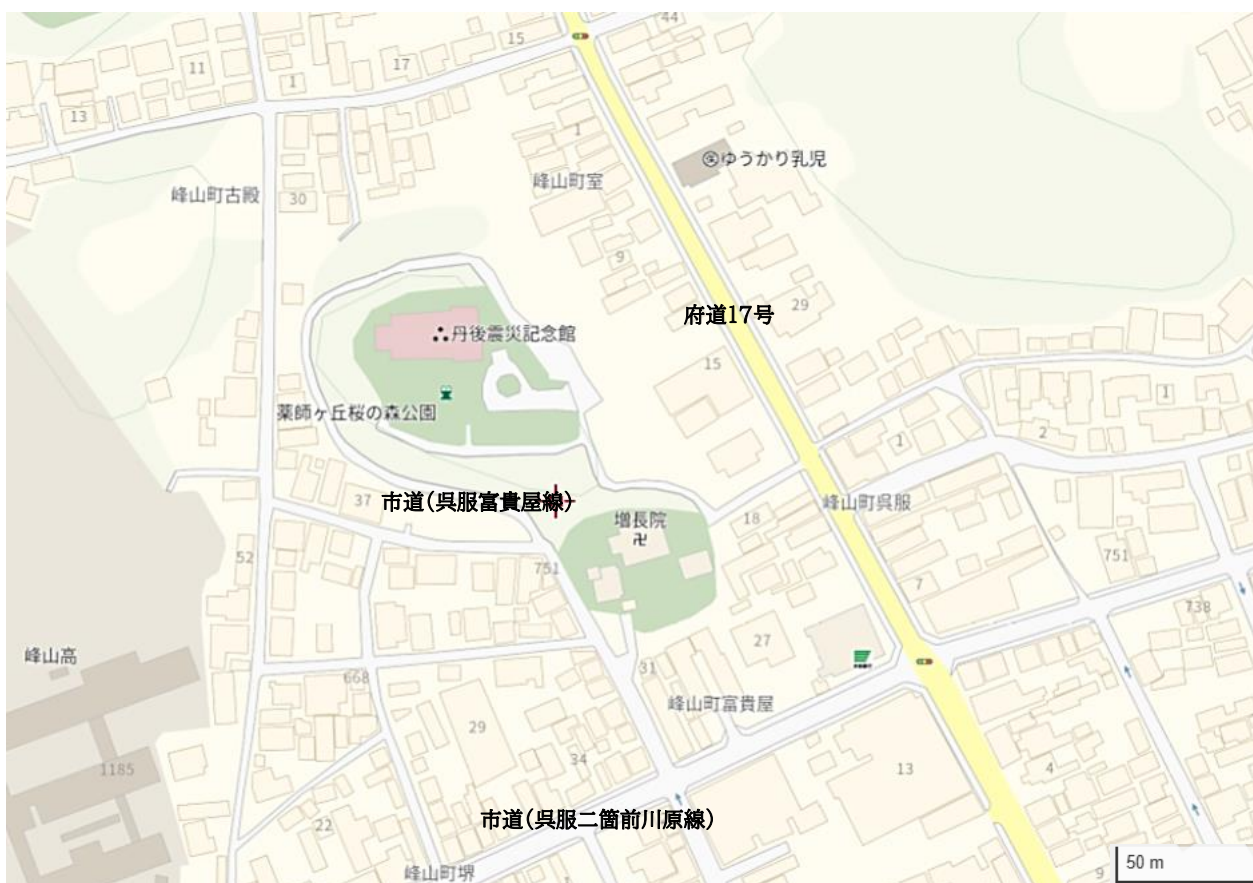 44
15
17
11
1
13
1
ゆうかり乳児
峰山町室
峰山町古殿
30
9
29
府道17号
丹後震災記念館
15
1
薬師ヶ丘桜の森公園
1
2
37
市道(呉服富貴屋線)
峰山町呉服
増長院
卍
18
52
751
751
7
738
27
峰山高
31
668
峰山町富貴屋
29
34
13
4
1185
市道(呉服二箇前川原線)
22
50 m
峰山町堺
1
9